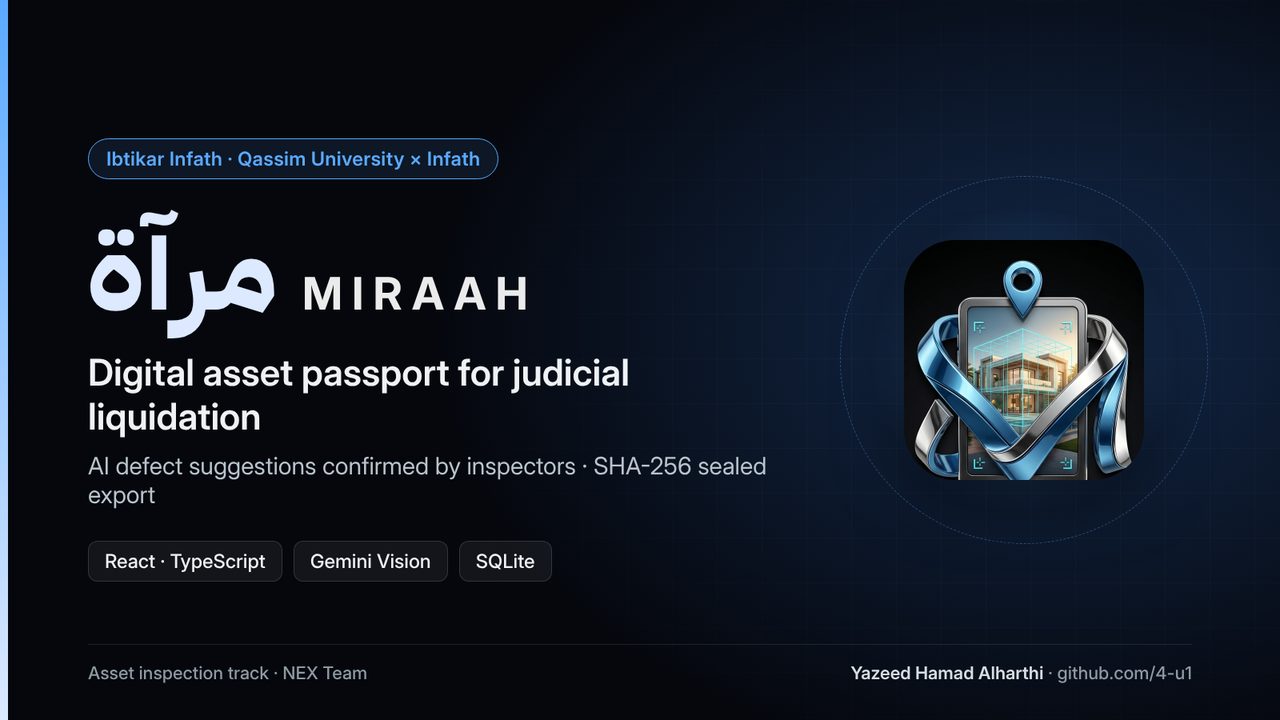 Ibtikar Infath · Qassim University × Infath
مرآة MIRAAH
Digital asset passport for judicial
liquidation
AI defect suggestions confirmed by inspectors · SHA-256 sealed
export
React · TypeScript
Gemini Vision
SQLite
Asset inspection track · NEX Team
Yazeed Hamad Alharthi · github.com/4-u1